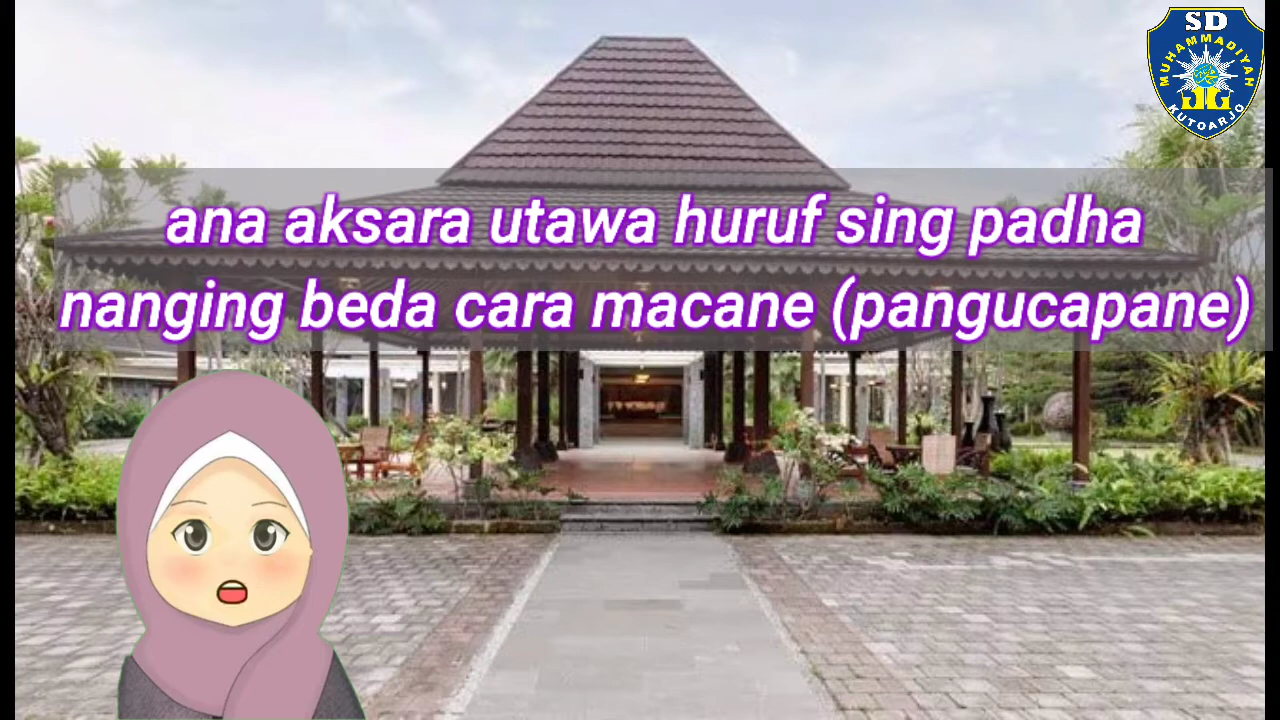 SD
MUHAMMADIYAH
KUTOARJO
ana aksara utawa huruf sing padha
nanging beda cara macane (pangucapane)